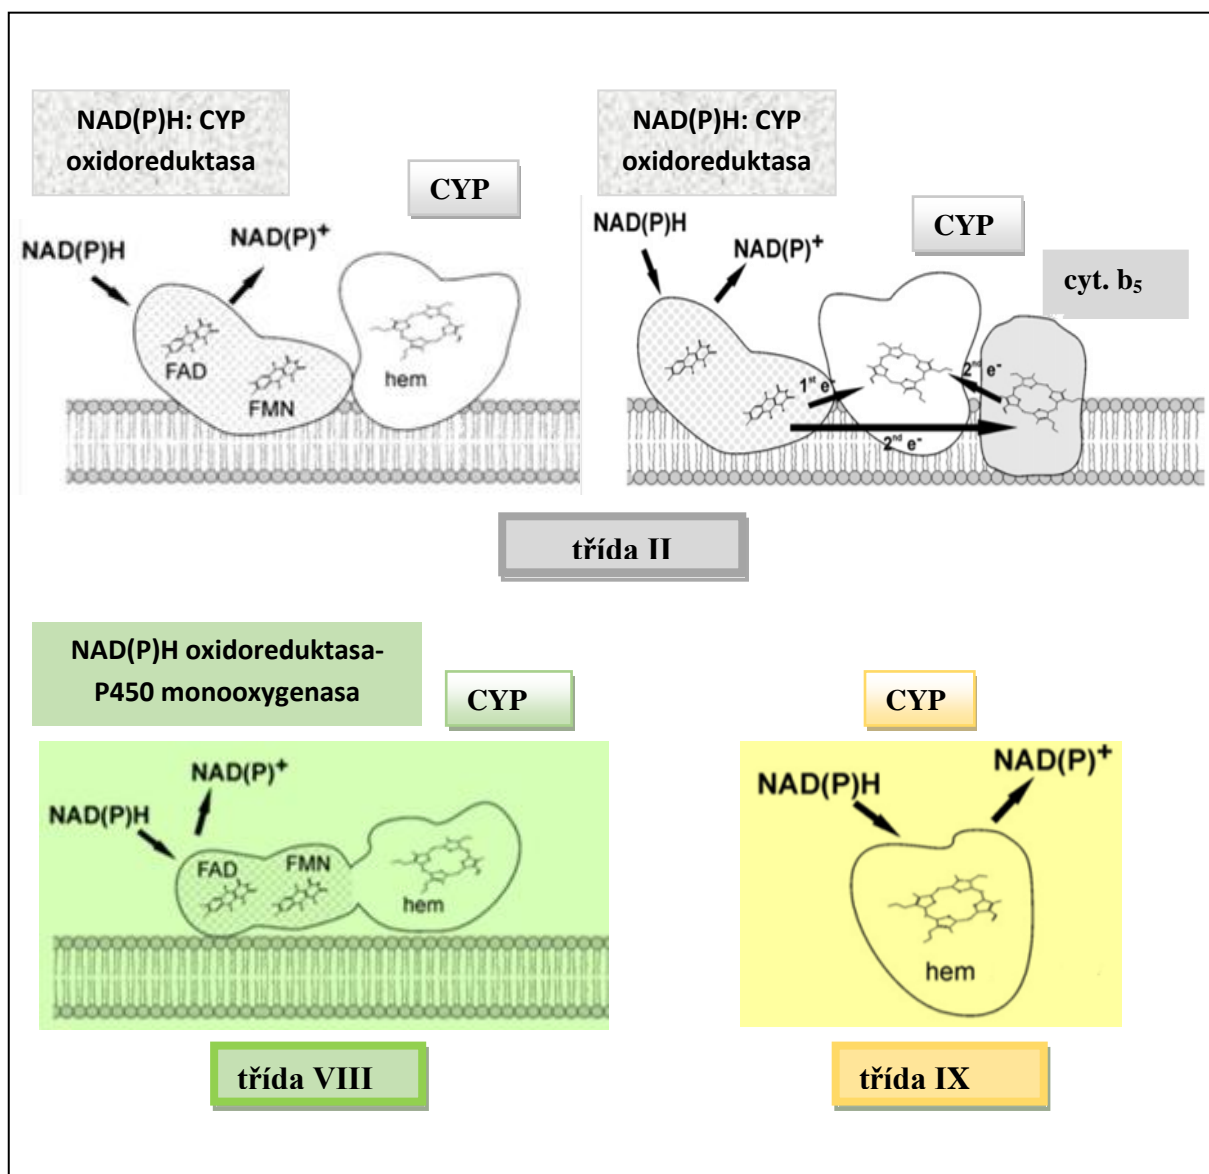 NAD(P)H: CYP
oxidoreduktasa
CYP
NAD(P)H
NAD(P)⁺
FAD
FMN
hem
NAD(P)H: CYP
oxidoreduktasa
CYP
cyt. b₅
NAD(P)H
NAD(P)⁺
1ˢᵗ e⁻
2ⁿᵈ e⁻
2ⁿᵈ e⁻
třída II
NAD(P)H oxidoreduktasa-
P450 monooxygenasa
CYP
NAD(P)⁺
NAD(P)H
FAD
FMN
hem
třída VIII
CYP
NAD(P)H
NAD(P)⁺
hem
třída IX